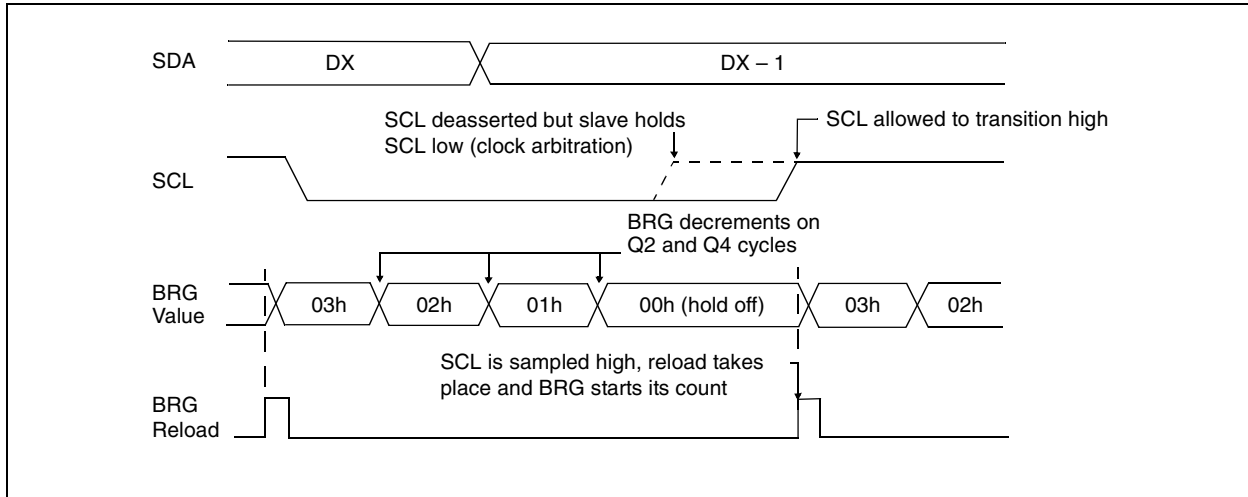 SDA
DX
DX – 1
SCL deasserted but slave holds
SCL low (clock arbitration)
SCL allowed to transition high
SCL
BRG decrements on
Q2 and Q4 cycles
BRG
Value
03h
02h
01h
00h (hold off)
03h
02h
SCL is sampled high, reload takes
place and BRG starts its count
BRG
Reload